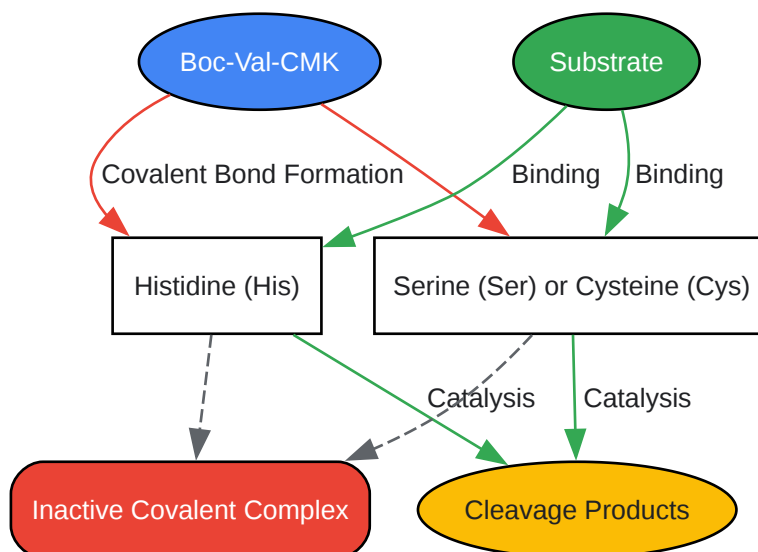 Boc-Val-CMK
Substrate
Covalent Bond Formation
Binding
Binding
Histidine (His)
Serine (Ser) or Cysteine (Cys)
Catalysis
Catalysis
Inactive Covalent Complex
Cleavage Products